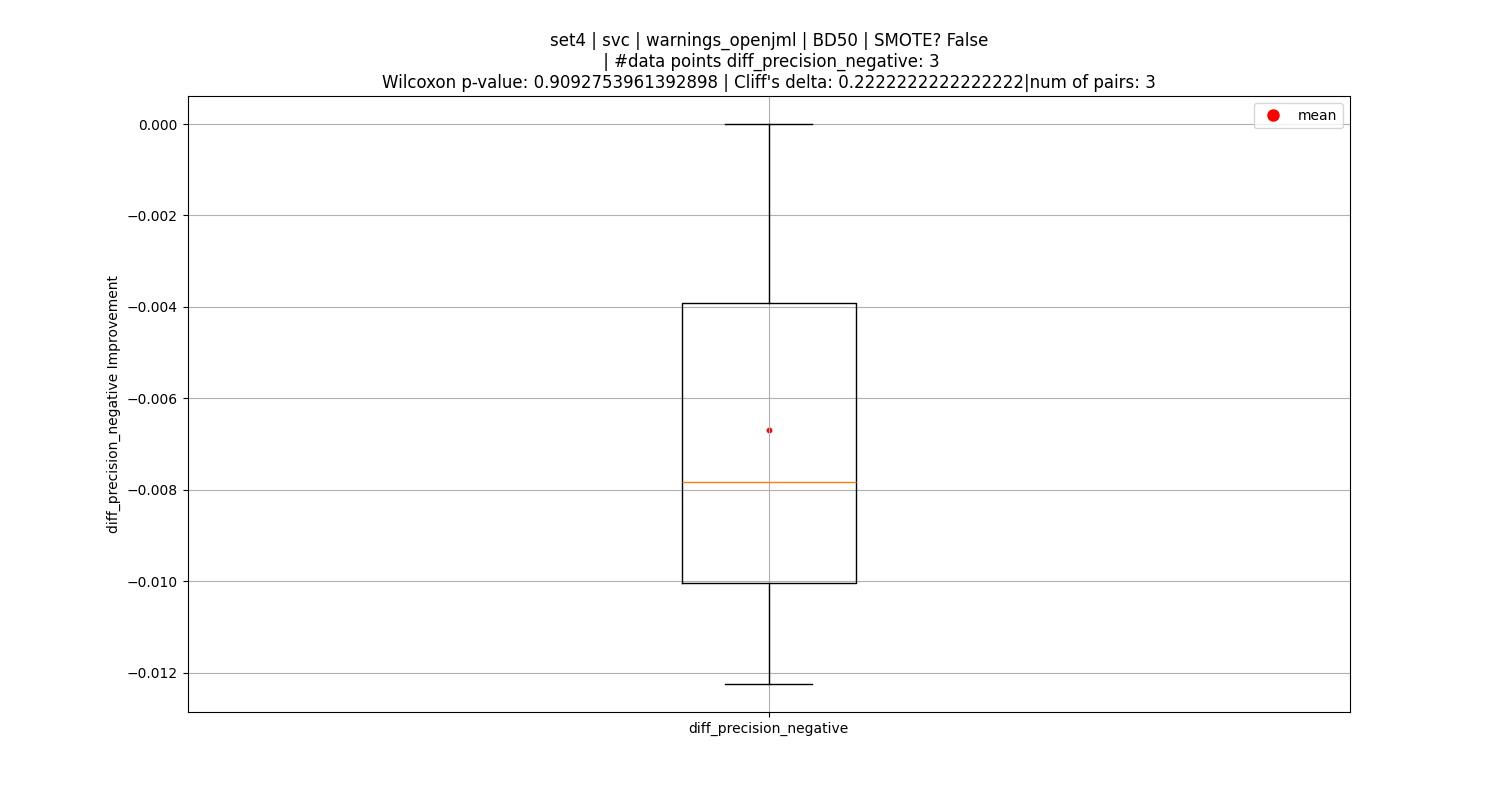 set4 | svc | warnings_openjml | BD50 | SMOTE? False
| #data points diff_precision_negative: 3
Wilcoxon p-value: 0.9092753961392898 | Cliff's delta: 0.2222222222222222|num of pairs: 3
mean
0.000
−0.002
−0.004
−0.006
−0.008
−0.010
−0.012
diff_precision_negative Improvement
diff_precision_negative